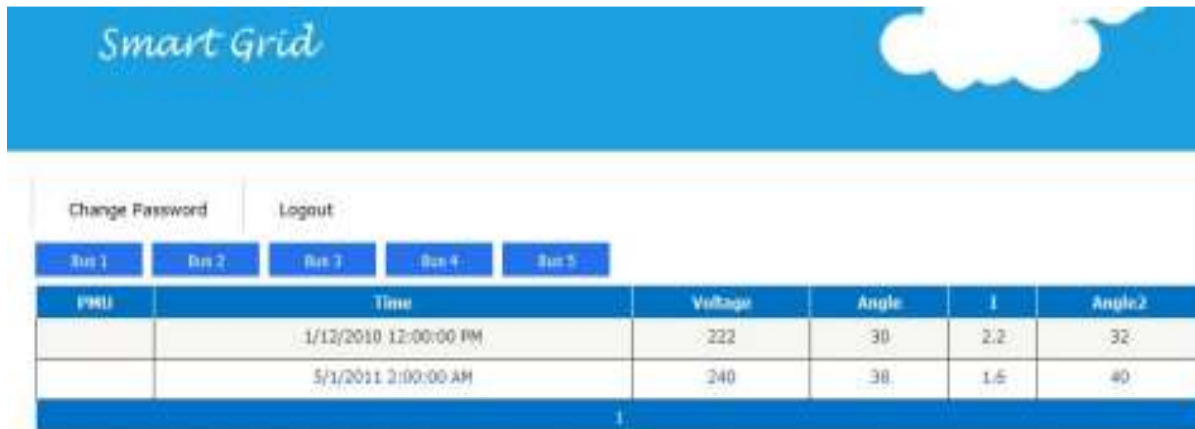 Smart Grid
Change Password Logout
Bus 1 Bus 2 Bus 3 Bus 4 Bus 5
PMU Time Voltage Angle I Angle2
1/12/2010 12:00:00 PM 222 30 2.2 32
5/1/2011 2:00:00 AM 240 38 1.6 40
1